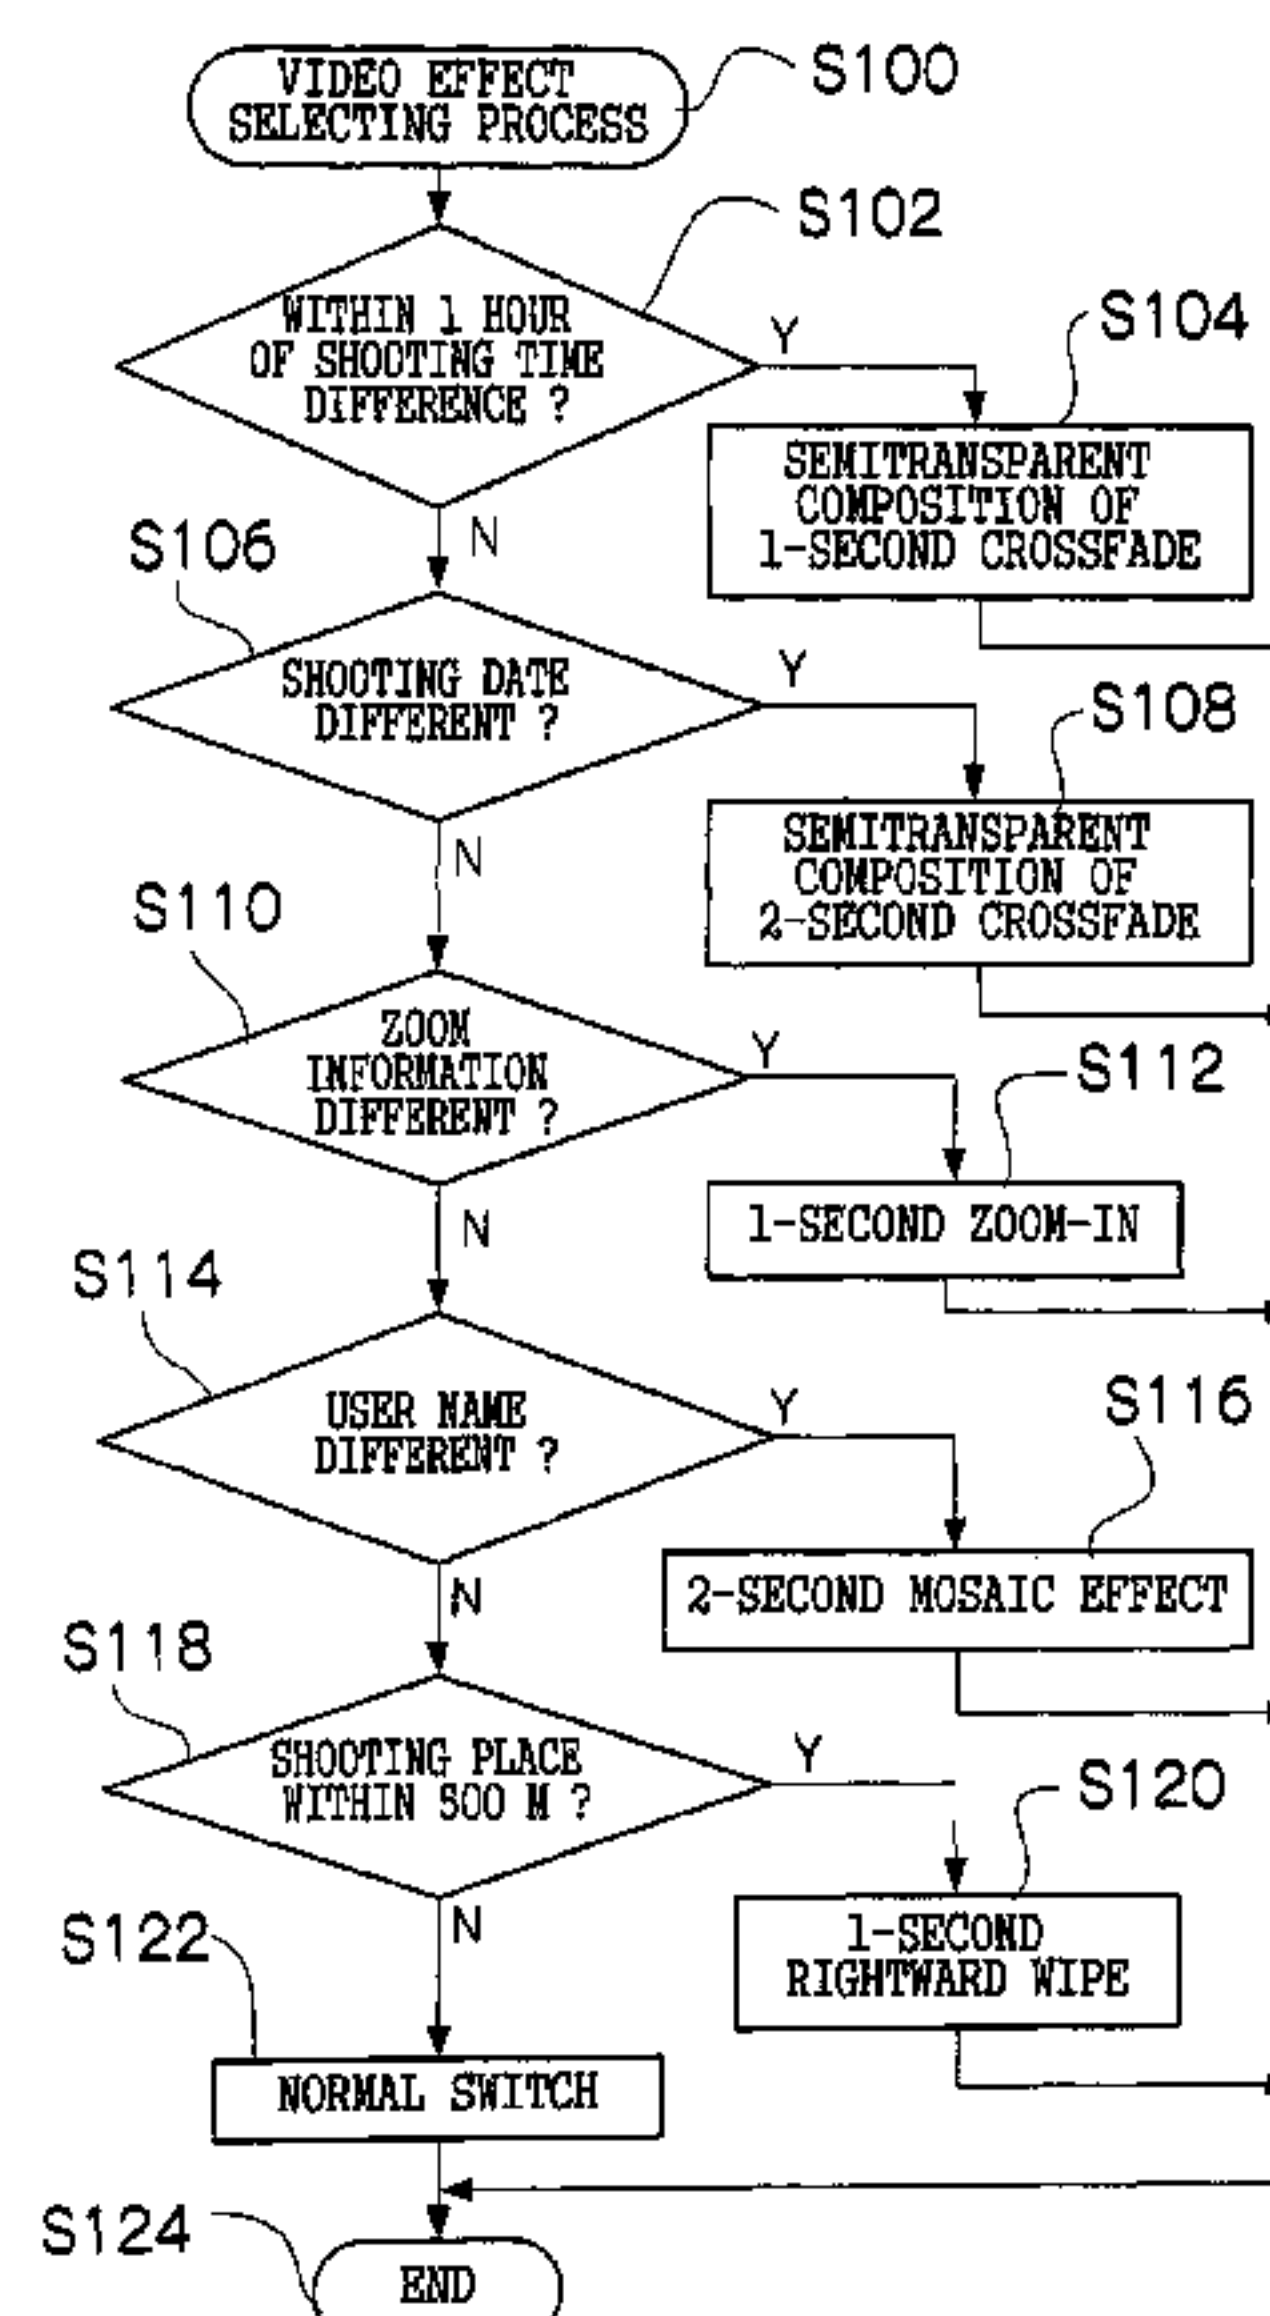 VIDEO EFFECT
SELECTING PROCESS
S100
S102
WITHIN 1 HOUR
OF SHOOTING TIME
DIFFERENCE ?
Y
S104
SEMITRANSPARENT
COMPOSITION OF
1-SECOND CROSSFADE
N
S106
SHOOTING DATE
DIFFERENT ?
Y
S108
SEMITRANSPARENT
COMPOSITION OF
2-SECOND CROSSFADE
N
S110
ZOOM
INFORMATION
DIFFERENT ?
Y
S112
1-SECOND ZOOM-IN
N
S114
USER NAME
DIFFERENT ?
Y
S116
2-SECOND MOSAIC EFFECT
N
S118
SHOOTING PLACE
WITHIN 500 M ?
Y
S120
1-SECOND
RIGHTWARD WIPE
N
S122
NORMAL SWITCH
S124
END